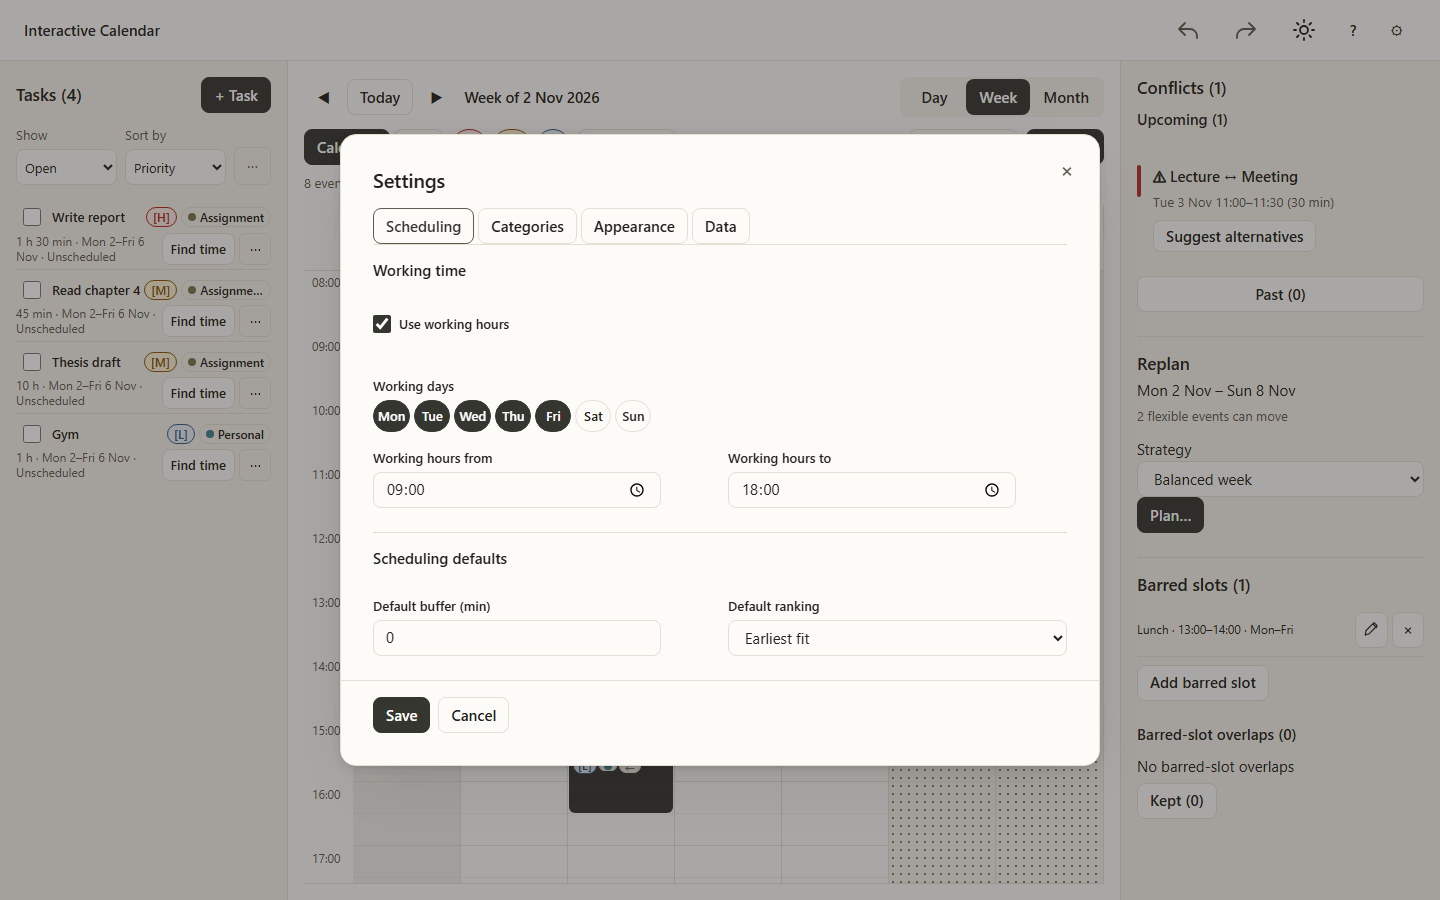 Interactive Calendar
?
Tasks (4)
+ Task
Show
Sort by
Open
Priority
...
Write report
[H]
Assignment
1 h 30 min · Mon 2–Fri 6
Nov · Unscheduled
Find time
...
Read chapter 4
[M]
Assignme...
45 min · Mon 2–Fri 6 Nov ·
Unscheduled
Find time
...
Thesis draft
[M]
Assignment
10 h · Mon 2–Fri 6 Nov ·
Unscheduled
Find time
...
Gym
[L]
Personal
1 h · Mon 2–Fri 6 Nov ·
Unscheduled
Find time
...
◀
Today
▶
Week of 2 Nov 2026
Day
Week
Month
8 even
08:00
09:00
10:00
11:00
12:00
13:00
14:00
15:00
16:00
17:00
Settings
×
Scheduling
Categories
Appearance
Data
Working time
Use working hours
Working days
Mon
Tue
Wed
Thu
Fri
Sat
Sun
Working hours from
Working hours to
09:00
18:00
Scheduling defaults
Default buffer (min)
Default ranking
0
Earliest fit
Save
Cancel
Conflicts (1)
Upcoming (1)
⚠ Lecture ↔ Meeting
Tue 3 Nov 11:00–11:30 (30 min)
Suggest alternatives
Past (0)
Replan
Mon 2 Nov – Sun 8 Nov
2 flexible events can move
Strategy
Balanced week
Plan...
Barred slots (1)
Lunch · 13:00–14:00 · Mon–Fri
×
Add barred slot
Barred-slot overlaps (0)
No barred-slot overlaps
Kept (0)